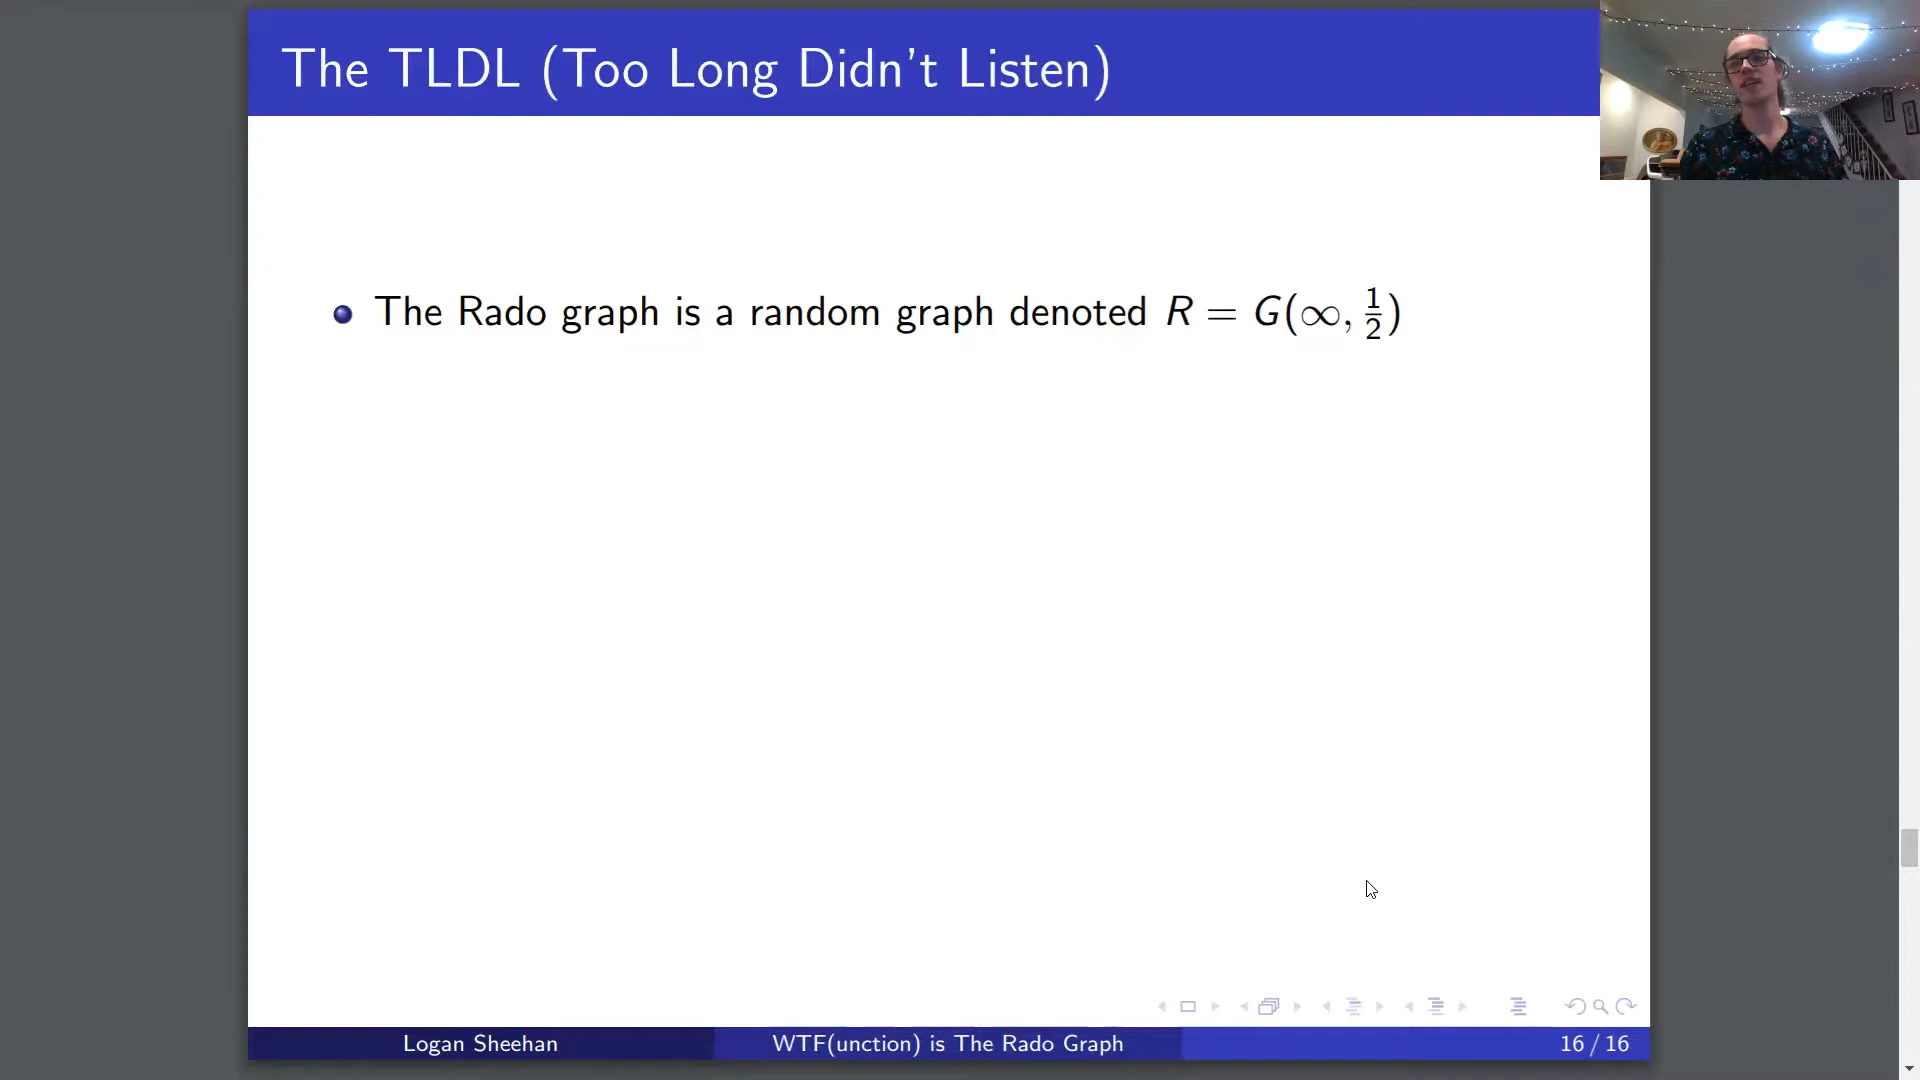 The TLDL (Too Long Didn't Listen)
The Rado graph is a random graph denoted R = G(∞, 1/2)
Logan Sheehan
WTF(unction) is The Rado Graph
16 / 16